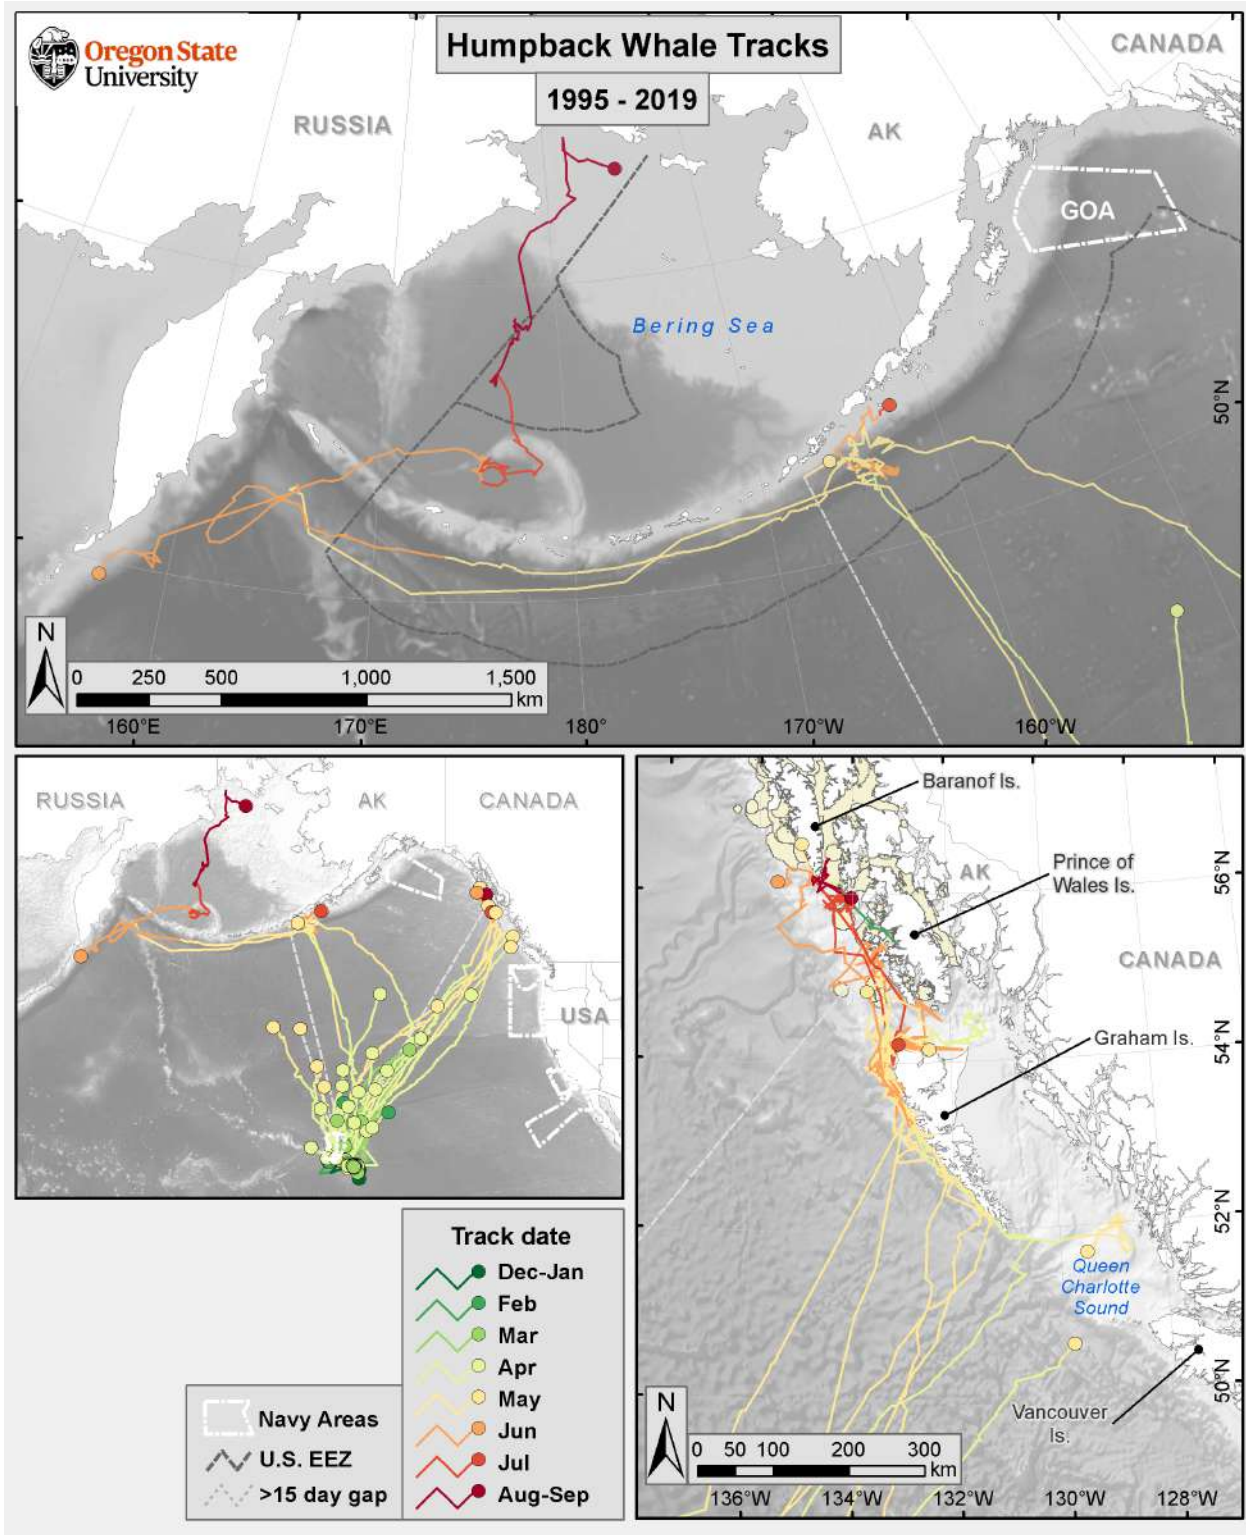 Oregon State
University
Humpback Whale Tracks
1995 - 2019
CANADA
RUSSIA
AK
GOA
Bering Sea
50°N
N
0 250 500 1,000 1,500
km
160°E 170°E 180° 170°W 160°W
RUSSIA
AK
CANADA
USA
Baranof Is.
AK
Prince of
Wales Is.
CANADA
Graham Is.
Queen
Charlotte
Sound
Vancouver
Is.
56°N
54°N
52°N
50°N
N
0 50 100 200 300
km
136°W 134°W 132°W 130°W 128°W
Track date
Dec-Jan
Feb
Mar
Apr
May
Jun
Jul
Aug-Sep
Navy Areas
U.S. EEZ
>15 day gap